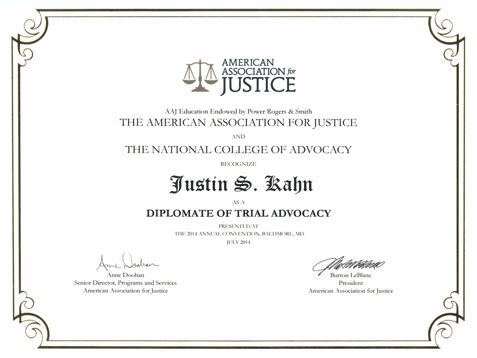 AMERICAN
ASSOCIATION for
JUSTICE
AAJ Education Endowed by Power Rogers & Smith
THE AMERICAN ASSOCIATION FOR JUSTICE
AND
THE NATIONAL COLLEGE OF ADVOCACY
RECOGNIZE
Justin S. Kahn
AS A
DIPLOMATE OF TRIAL ADVOCACY
PRESENTED AT
THE 2014 ANNUAL CONVENTION, BALTIMORE, MD
JULY 2014
Anne Doohan
Anne Doohan
Senior Director, Programs and Services
American Association for Justice
Burton LeBlanc
President
American Association for Justice